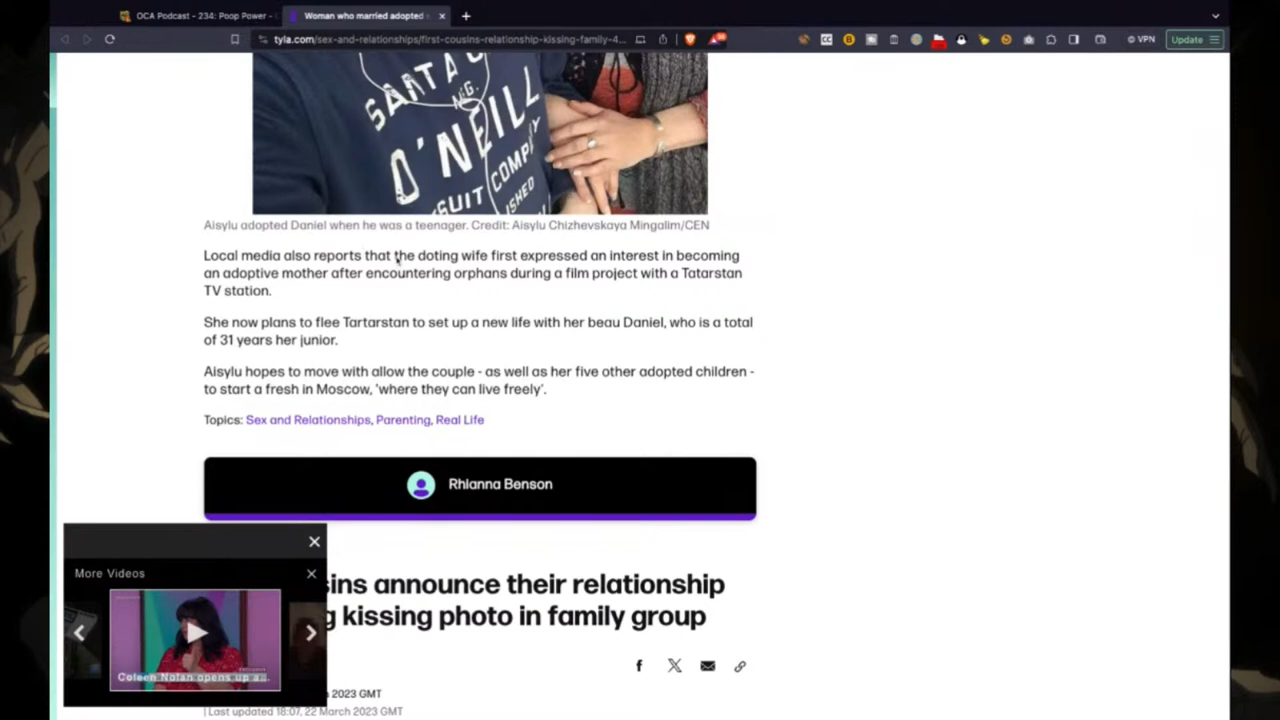 OCA Podcast - 234: Poop Power -
Woman who married adopted
tyla.com/sex-and-relationships/first-cousins-relationship-kissing-family-4...
VPN
Update
SANTA C
O'NEILL
SUIT COMP
ISHED
Aisylu adopted Daniel when he was a teenager. Credit: Aisylu Chizhevskaya Mingalim/CEN
Local media also reports that the doting wife first expressed an interest in becoming
an adoptive mother after encountering orphans during a film project with a Tatarstan
TV station.
She now plans to flee Tartarstan to set up a new life with her beau Daniel, who is a total
of 31 years her junior.
Aisylu hopes to move with allow the couple - as well as her five other adopted children -
to start a fresh in Moscow, 'where they can live freely'.
Topics: Sex and Relationships, Parenting, Real Life
Rhianna Benson
More Videos
Coleen Nolan opens up a...
sins announce their relationship
g kissing photo in family group
2023 GMT
Last updated 18:07, 22 March 2023 GMT